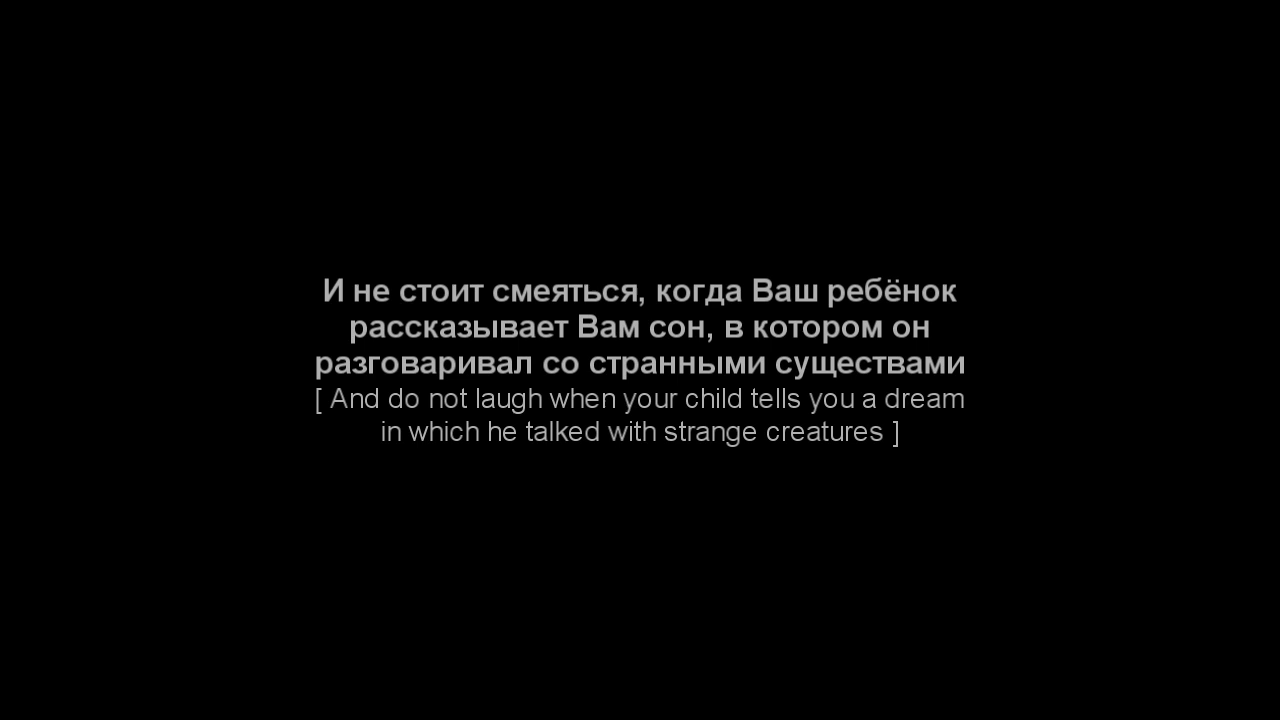 И не стоит смеяться, когда Ваш ребёнок
рассказывает Вам сон, в котором он
разговаривал со странными существами
[ And do not laugh when your child tells you a dream
in which he talked with strange creatures ]